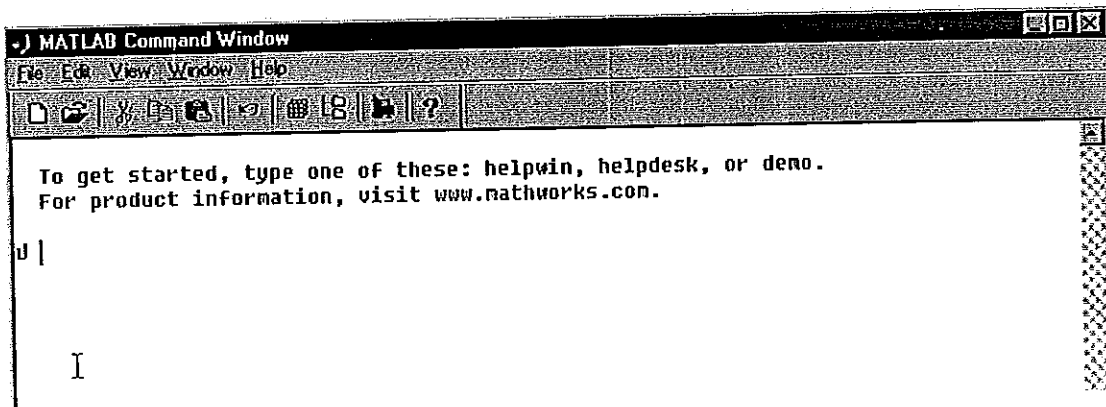 MATLAB Command Window
File Edit View Window Help
To get started, type one of these: helpwin, helpdesk, or demo.
For product information, visit www.mathworks.com.